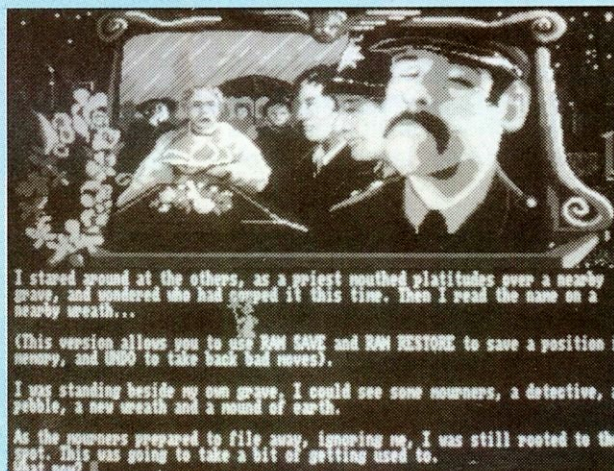 I stared around at the others, as a priest mouthed platitudes over a nearby
grave, and wondered who had copped it this time. Then I read the name on a
nearby wreath...
(This version allows you to use RAM SAVE and RAM RESTORE to save a position i
memory, and UNDO to take back bad moves).
I was standing beside my own grave, I could see some mourners, a detective,
pebble, a new wreath and a mound of earth.
As the mourners prepared to file away, ignoring me, I was still rooted to the
spot. This was going to take a bit of getting used to.
What now?